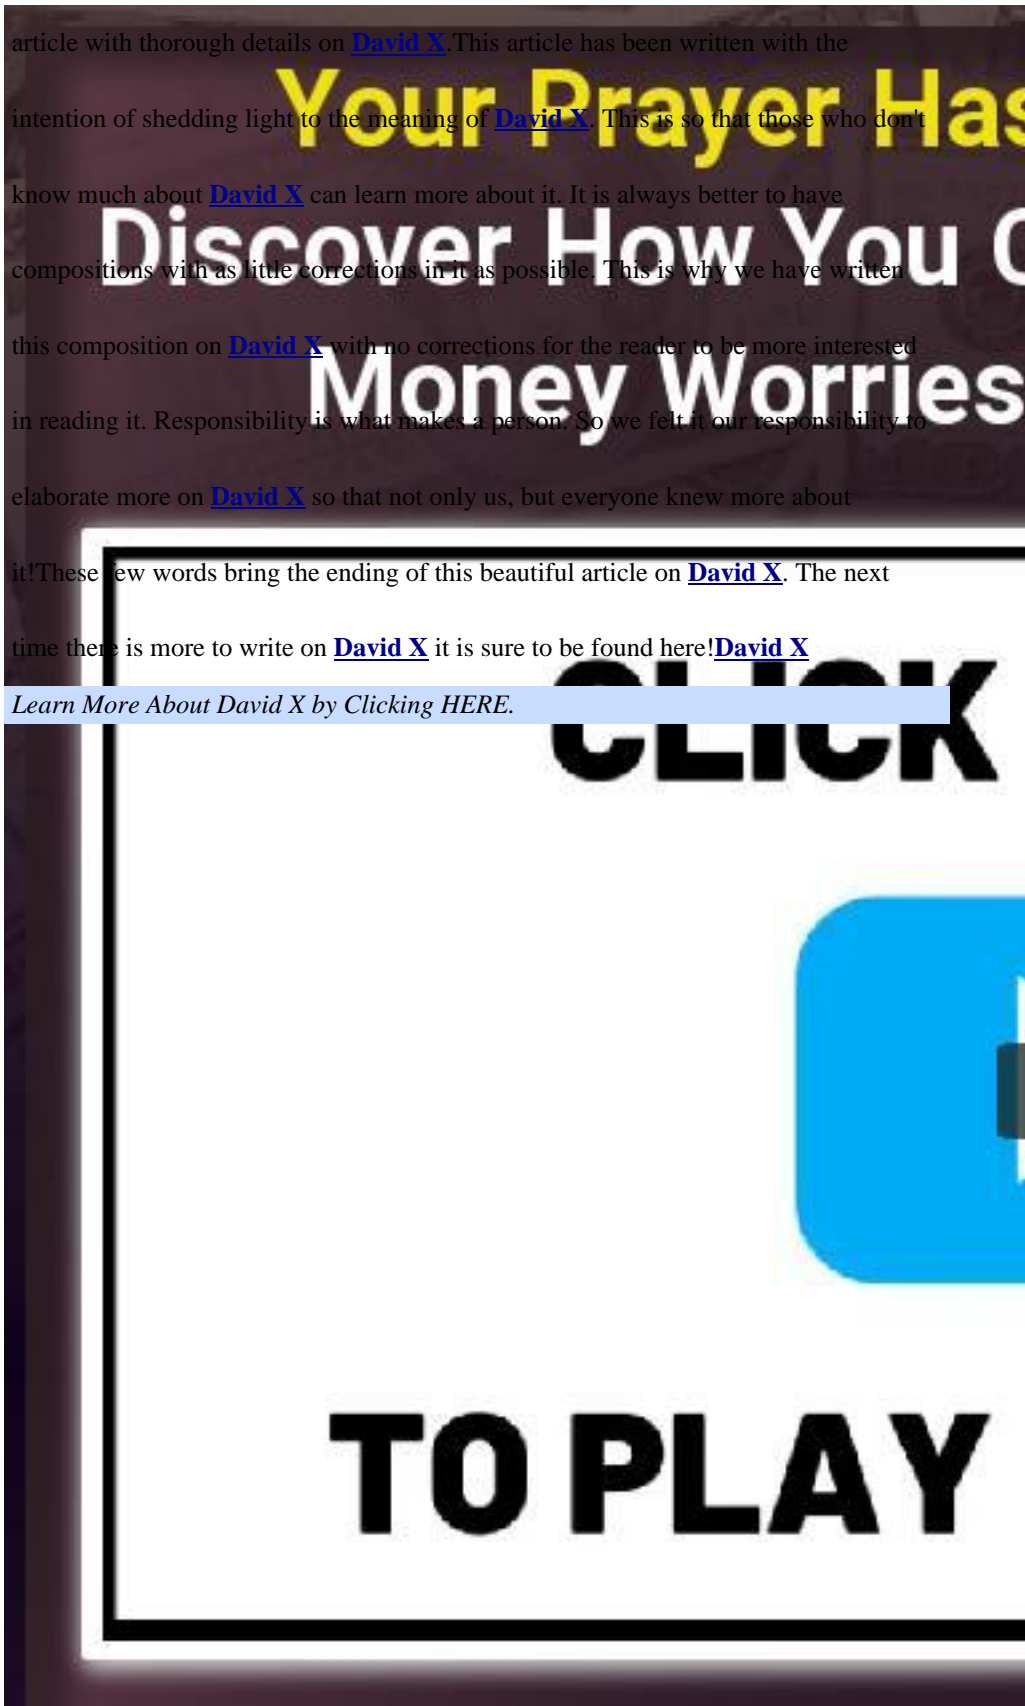 article with thorough details on David X.This article has been written with the
Your Prayer Has
intention of shedding light to the meaning of David X. This is so that those who don't
know much about David X can learn more about it. It is always better to have
Discover How You C
compositions with as little corrections in it as possible. This is why we have written
this composition on David X with no corrections for the reader to be more interested
Money Worries
in reading it. Responsibility is what makes a person. So we felt it our responsibility to
elaborate more on David X so that not only us, but everyone knew more about
it!These few words bring the ending of this beautiful article on David X. The next
time there is more to write on David X it is sure to be found here!David X
Learn More About David X by Clicking HERE.
CLICK
TO PLAY